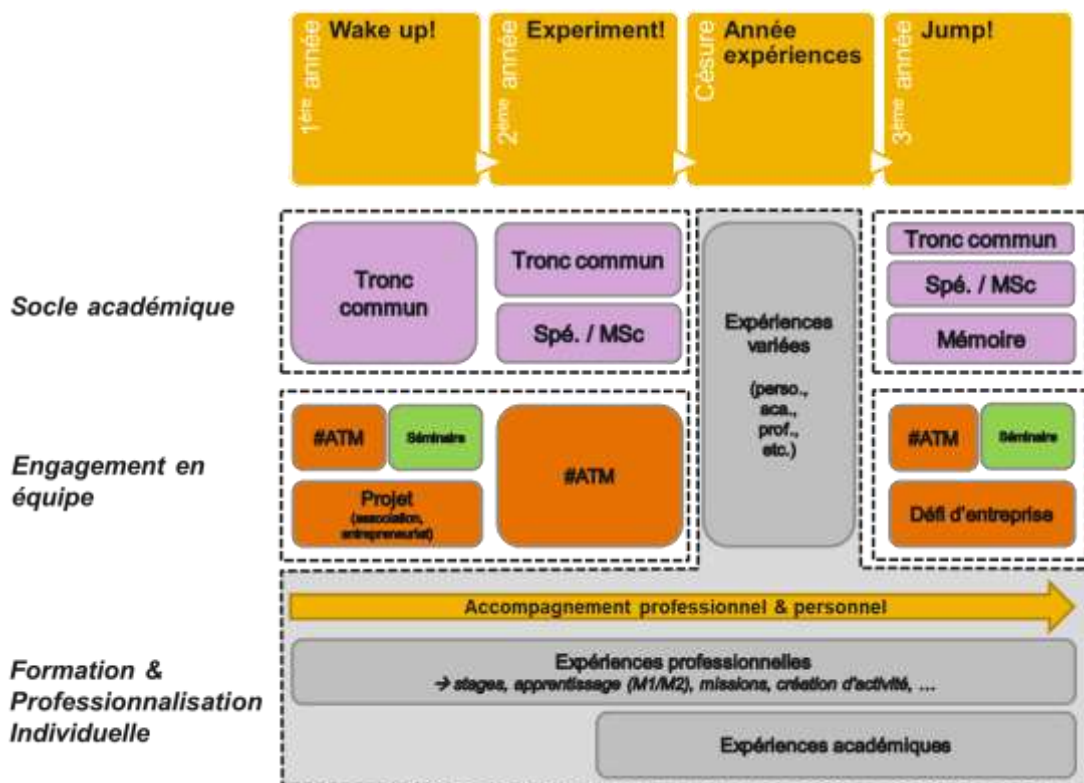 1ère année
Wake up!
2ème année
Experiment!
Césure
Année
expériences
3ème année
Jump!
Socle académique
Tronc
commun
Tronc commun
Spé. / MSc
Expériences
variées
(perso.,
aca.,
prof.,
etc.)
Tronc commun
Spé. / MSc
Mémoire
Engagement en
équipe
#ATM
Séminaire
Projet
(association,
entrepreneuriat)
#ATM
#ATM
Séminaire
Défi d'entreprise
Formation &
Professionnalisation
Individuelle
Accompagnement professionnel & personnel
Expériences professionnelles
→ stages, apprentissage (M1/M2), missions, création d'activité, ...
Expériences académiques